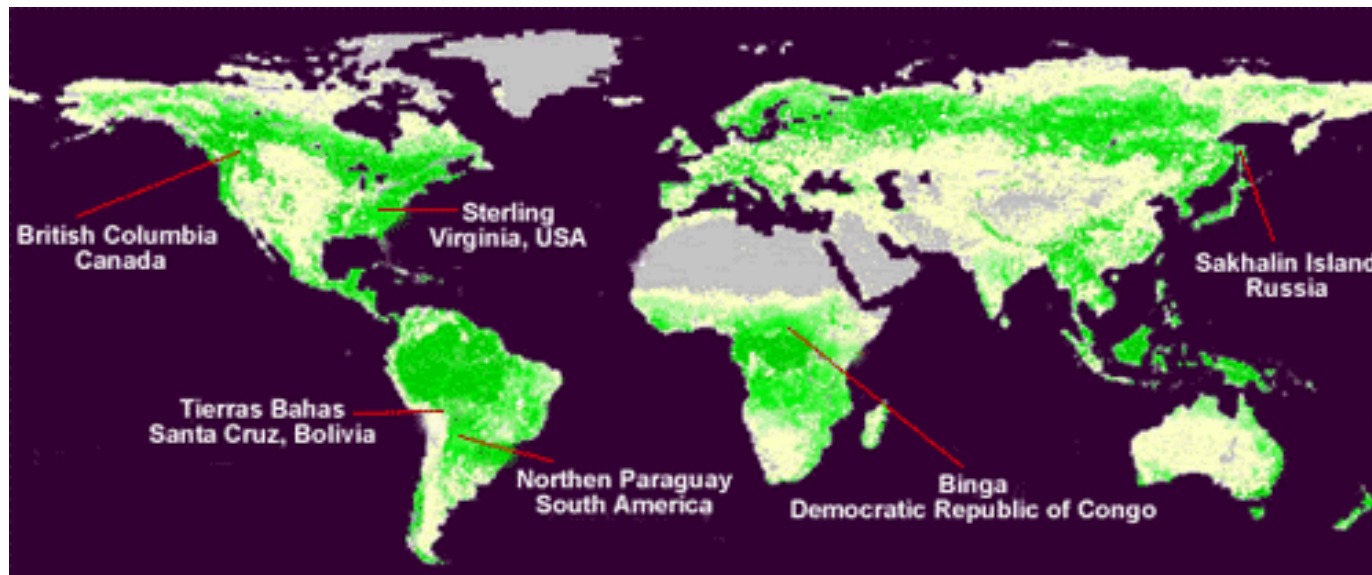 British Columbia
Canada
Sterling
Virginia, USA
Sakhalin Island
Russia
Tierras Bahas
Santa Cruz, Bolivia
Northen Paraguay
South America
Binga
Democratic Republic of Congo